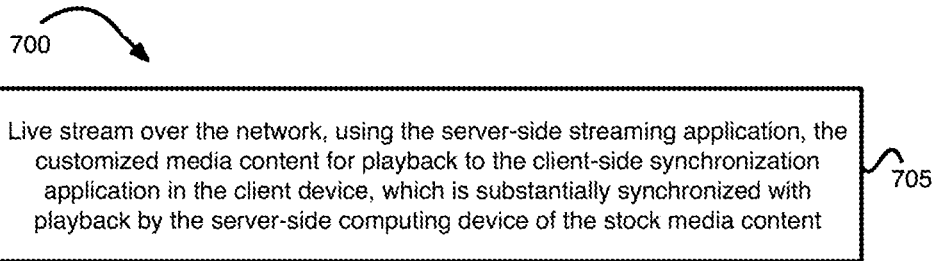 700
Live stream over the network, using the server-side streaming application, the
customized media content for playback to the client-side synchronization
application in the client device, which is substantially synchronized with
playback by the server-side computing device of the stock media content
705